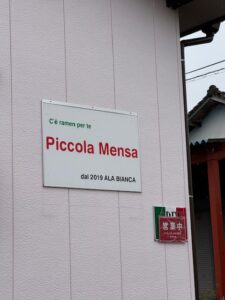 C'è ramen per te
Piccola Mensa
dal 2019 ALA BIANCA
営業中